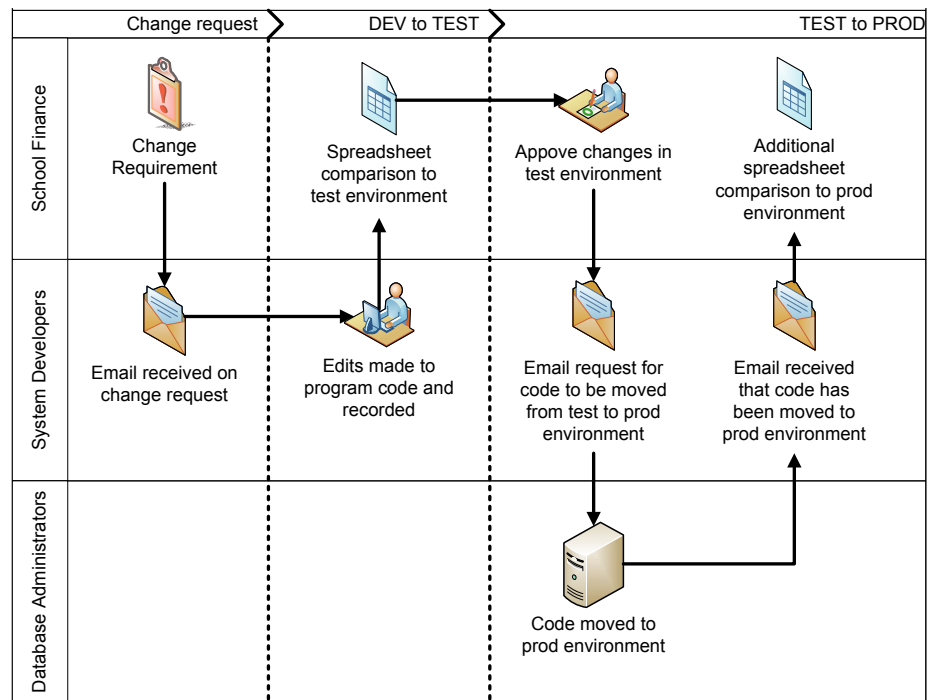 Change request
DEV to TEST
TEST to PROD
School Finance
Change
Requirement
Spreadsheet
comparison to
test environment
Appove changes in
test environment
Additional
spreadsheet
comparison to prod
environment
System Developers
Email received on
change request
Edits made to
program code and
recorded
Email request for
code to be moved
from test to prod
environment
Email received
that code has
been moved to
prod environment
Database Administrators
Code moved to
prod environment